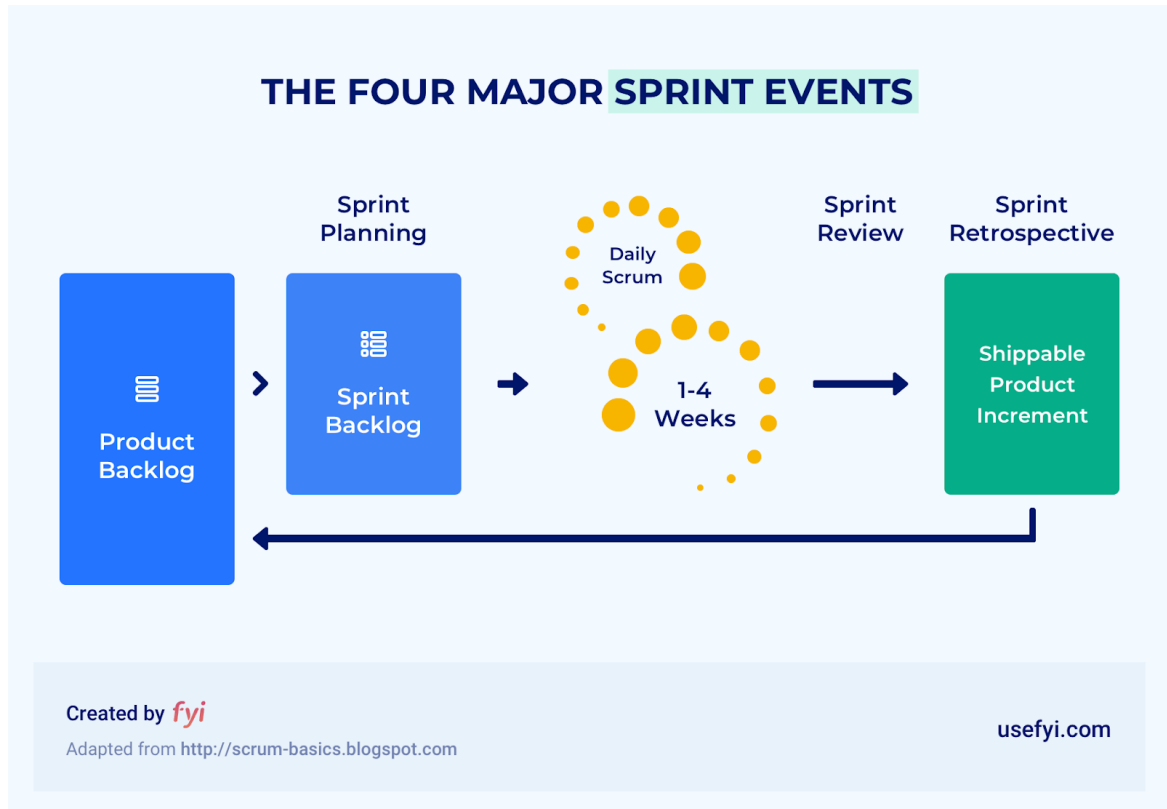 THE FOUR MAJOR SPRINT EVENTS
Sprint
Planning
Sprint
Review
Sprint
Retrospective
Daily
Scrum
Product
Backlog
Sprint
Backlog
1-4
Weeks
Shippable
Product
Increment
Created by fyi
Adapted from http://scrum-basics.blogspot.com
usefyi.com